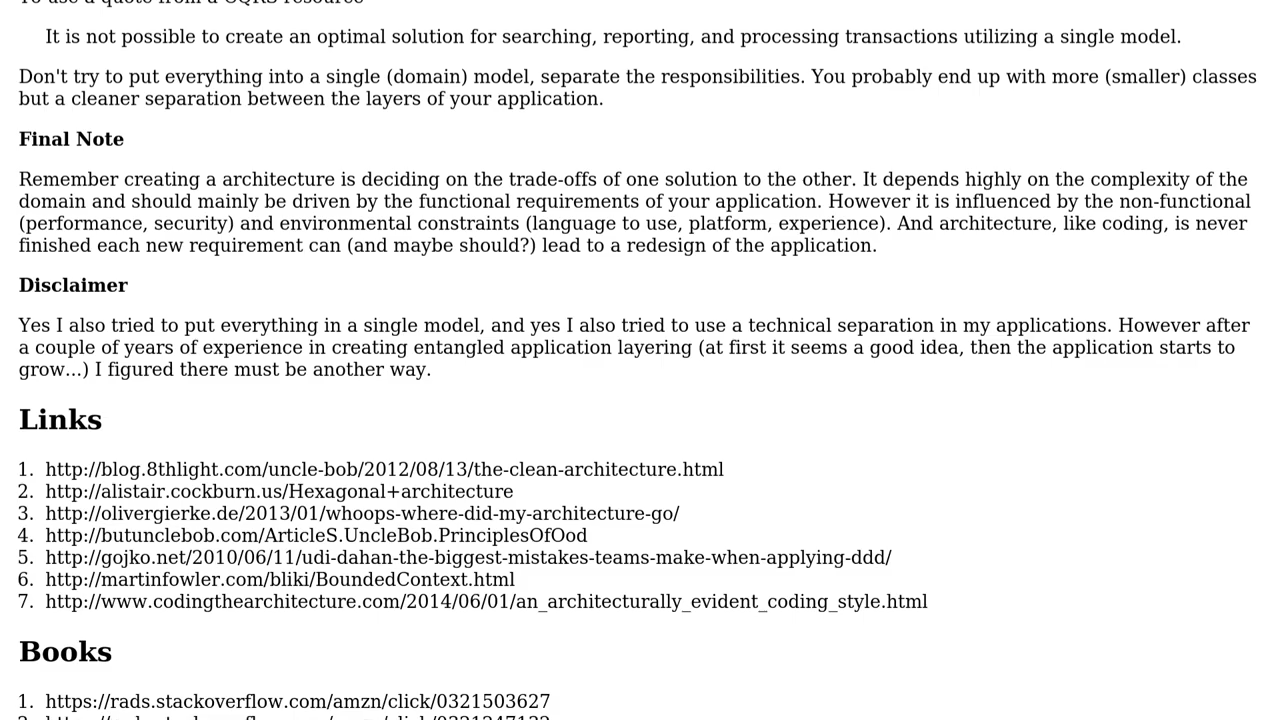 To use a quote from a CQRS resource
It is not possible to create an optimal solution for searching, reporting, and processing transactions utilizing a single model.
Don't try to put everything into a single (domain) model, separate the responsibilities. You probably end up with more (smaller) classes
but a cleaner separation between the layers of your application.
Final Note
Remember creating a architecture is deciding on the trade-offs of one solution to the other. It depends highly on the complexity of the
domain and should mainly be driven by the functional requirements of your application. However it is influenced by the non-functional
(performance, security) and environmental constraints (language to use, platform, experience). And architecture, like coding, is never
finished each new requirement can (and maybe should?) lead to a redesign of the application.
Disclaimer
Yes I also tried to put everything in a single model, and yes I also tried to use a technical separation in my applications. However after
a couple of years of experience in creating entangled application layering (at first it seems a good idea, then the application starts to
grow...) I figured there must be another way.
Links
1. http://blog.8thlight.com/uncle-bob/2012/08/13/the-clean-architecture.html
2. http://alistair.cockburn.us/Hexagonal+architecture
3. http://olivergierke.de/2013/01/whoops-where-did-my-architecture-go/
4. http://butunclebob.com/ArticleS.UncleBob.PrinciplesOfOod
5. http://gojko.net/2010/06/11/udi-dahan-the-biggest-mistakes-teams-make-when-applying-ddd/
6. http://martinfowler.com/bliki/BoundedContext.html
7. http://www.codingthearchitecture.com/2014/06/01/an_architecturally_evident_coding_style.html
Books
1. https://rads.stackoverflow.com/amzn/click/0321503627